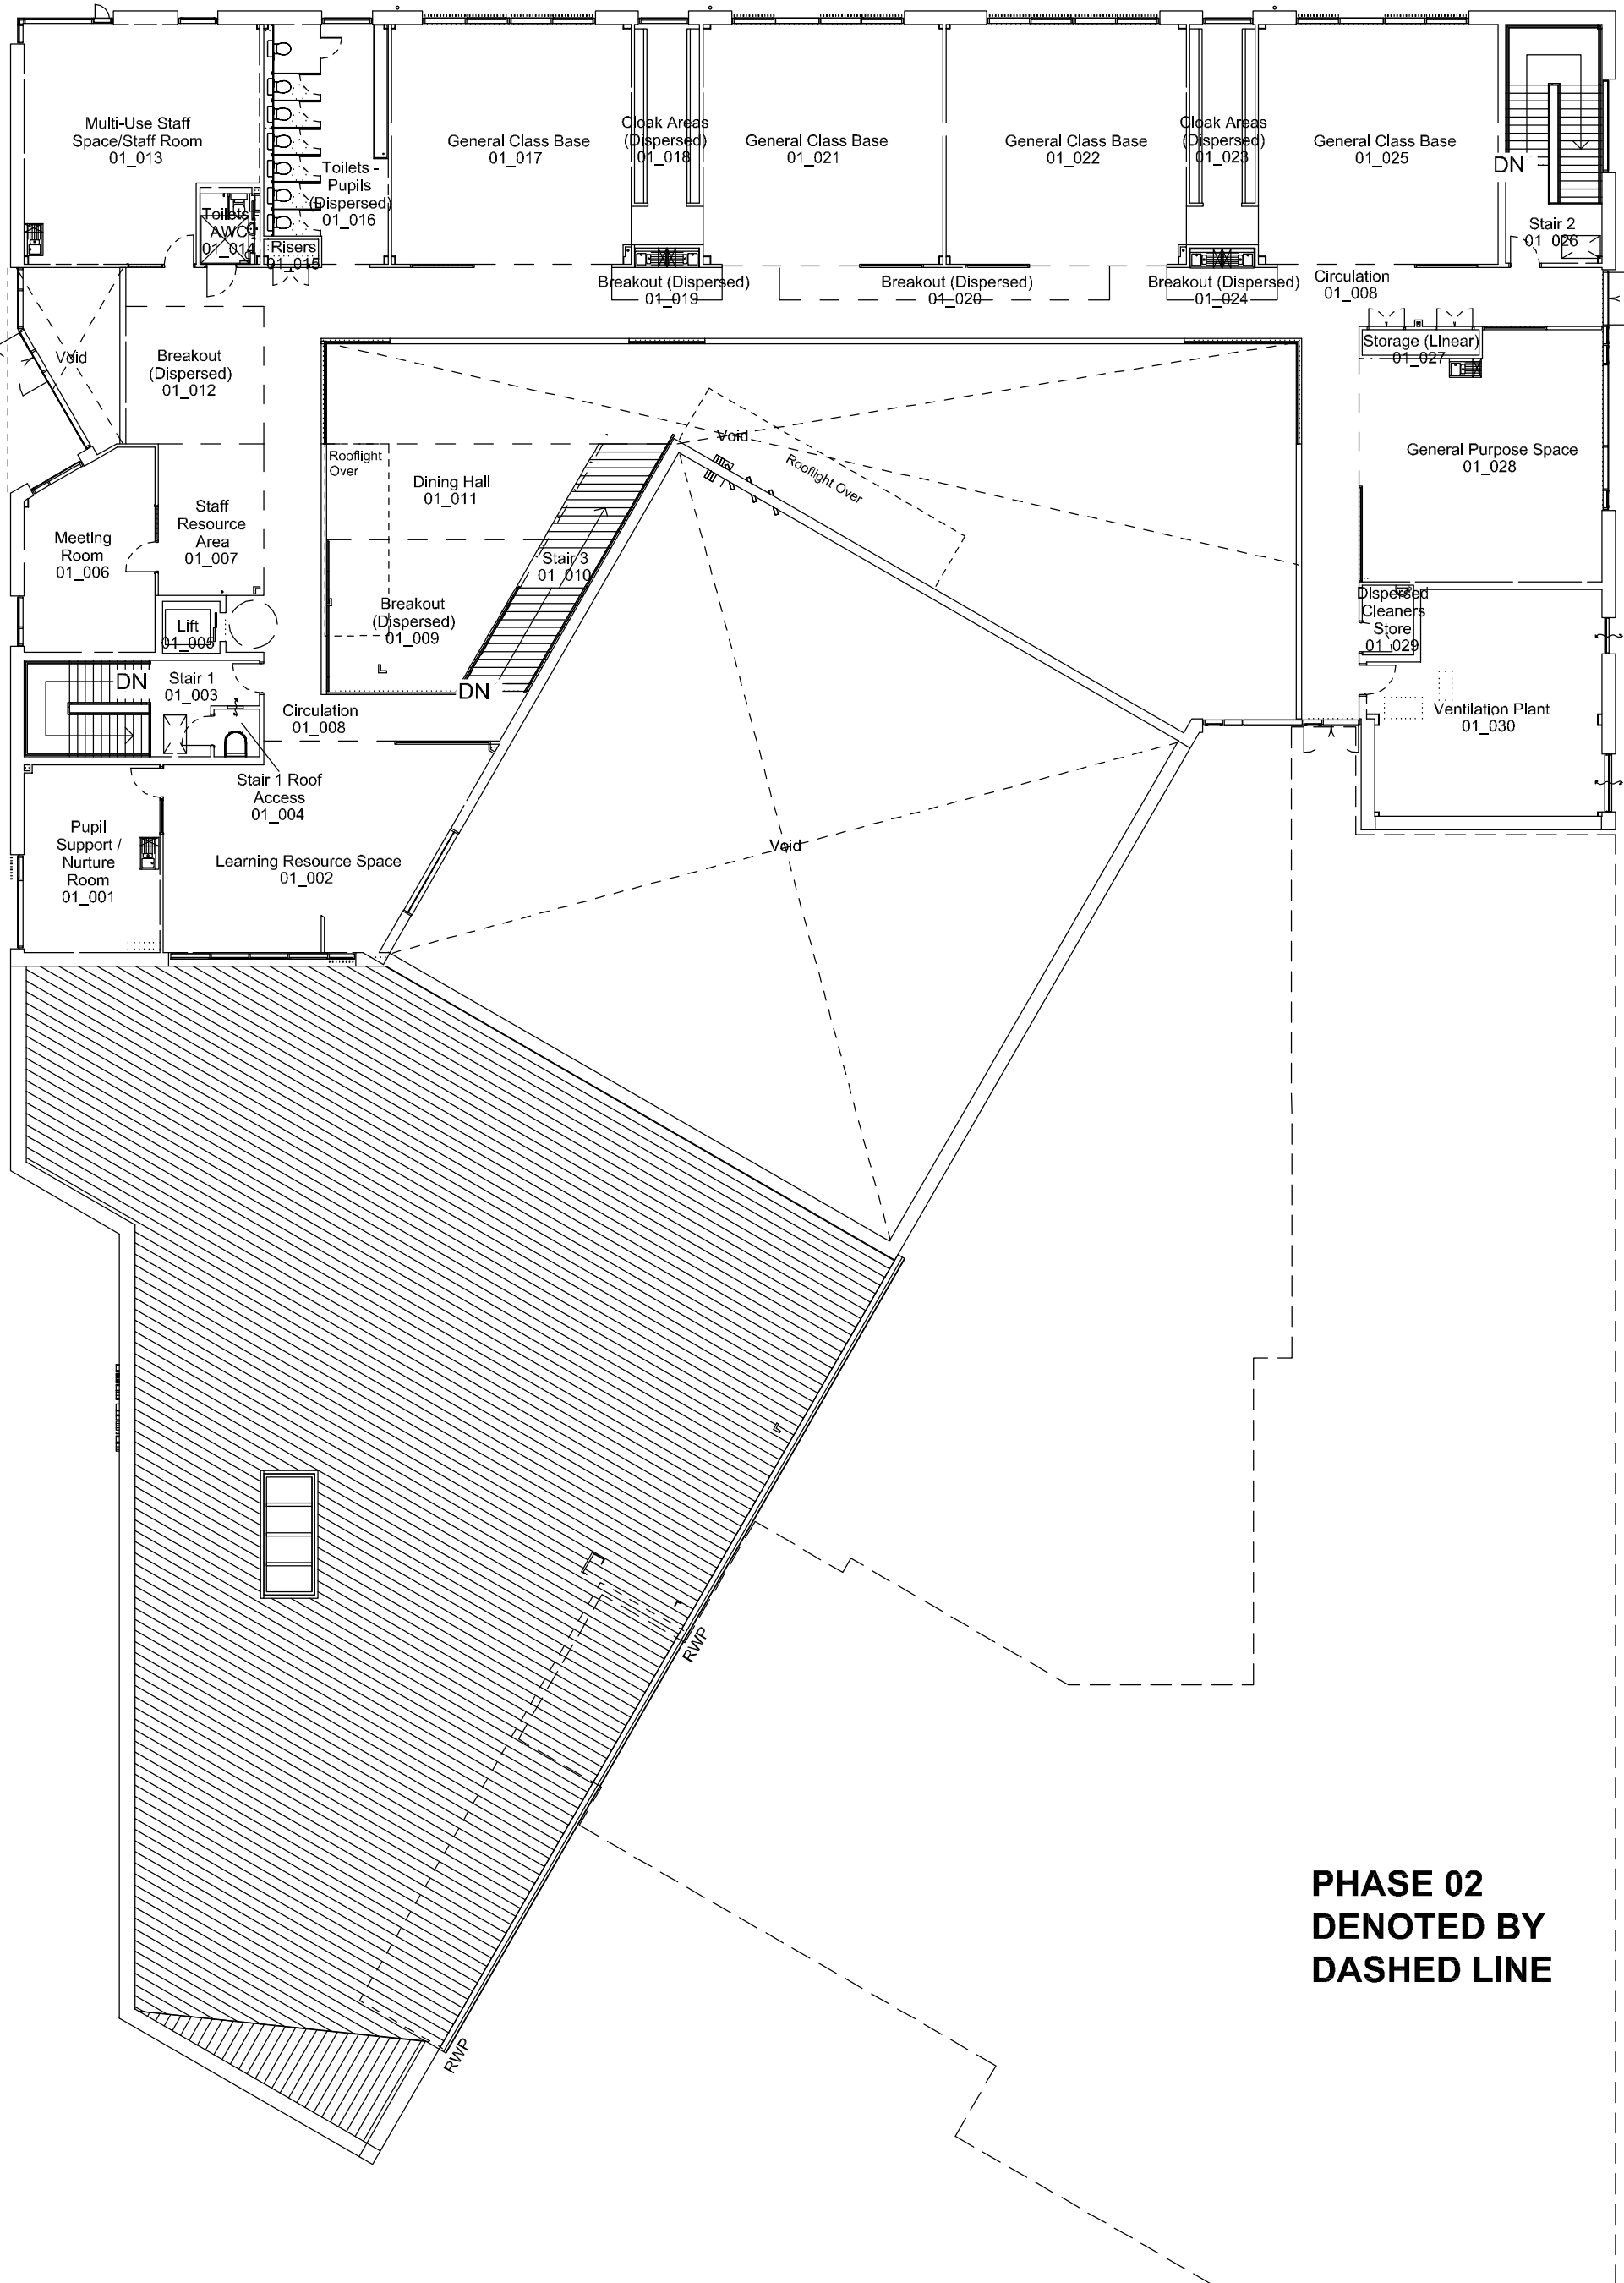 Multi-Use Staff
Space/Staff Room
01_013
Toilets -
AWC
01_014
Toilets -
Pupils
(Dispersed)
01_016
Risers
01_015
General Class Base
01_017
Cloak Areas
(Dispersed)
01_018
General Class Base
01_021
General Class Base
01_022
Cloak Areas
(Dispersed)
01_023
General Class Base
01_025
DN
Stair 2
01_026
Breakout (Dispersed)
01_019
Breakout (Dispersed)
01_020
Breakout (Dispersed)
01_024
Circulation
01_008
Void
Breakout
(Dispersed)
01_012
Storage (Linear)
01_027
Rooflight
Over
Dining Hall
01_011
Void
Rooflight Over
General Purpose Space
01_028
Meeting
Room
01_006
Staff
Resource
Area
01_007
Stair 3
01_010
Breakout
(Dispersed)
01_009
Lift
01_005
Dispersed
Cleaners
Store
01_029
DN
Stair 1
01_003
DN
Circulation
01_008
Ventilation Plant
01_030
Stair 1 Roof
Access
01_004
Pupil
Support /
Nurture
Room
01_001
Learning Resource Space
01_002
Void
RWP
RWP
PHASE 02
DENOTED BY
DASHED LINE